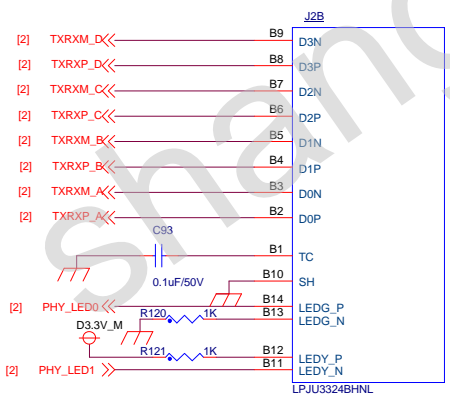 J2B
[2] TXRXM_D B9 D3N
[2] TXRXP_D B8 D3P
[2] TXRXM_C B7 D2N
[2] TXRXP_C B6 D2P
[2] TXRXM_B B5 D1N
[2] TXRXP_B B4 D1P
[2] TXRXM_A B3 D0N
[2] TXRXP_A B2 D0P
C93
B1 TC
0.1uF/50V
B10 SH
[2] PHY_LED0 B14 LEDG_P
R120 1K B13 LEDG_N
D3.3V_M
R121 1K B12 LEDY_P
[2] PHY_LED1 B11 LEDY_N
LPJU3324BHNL